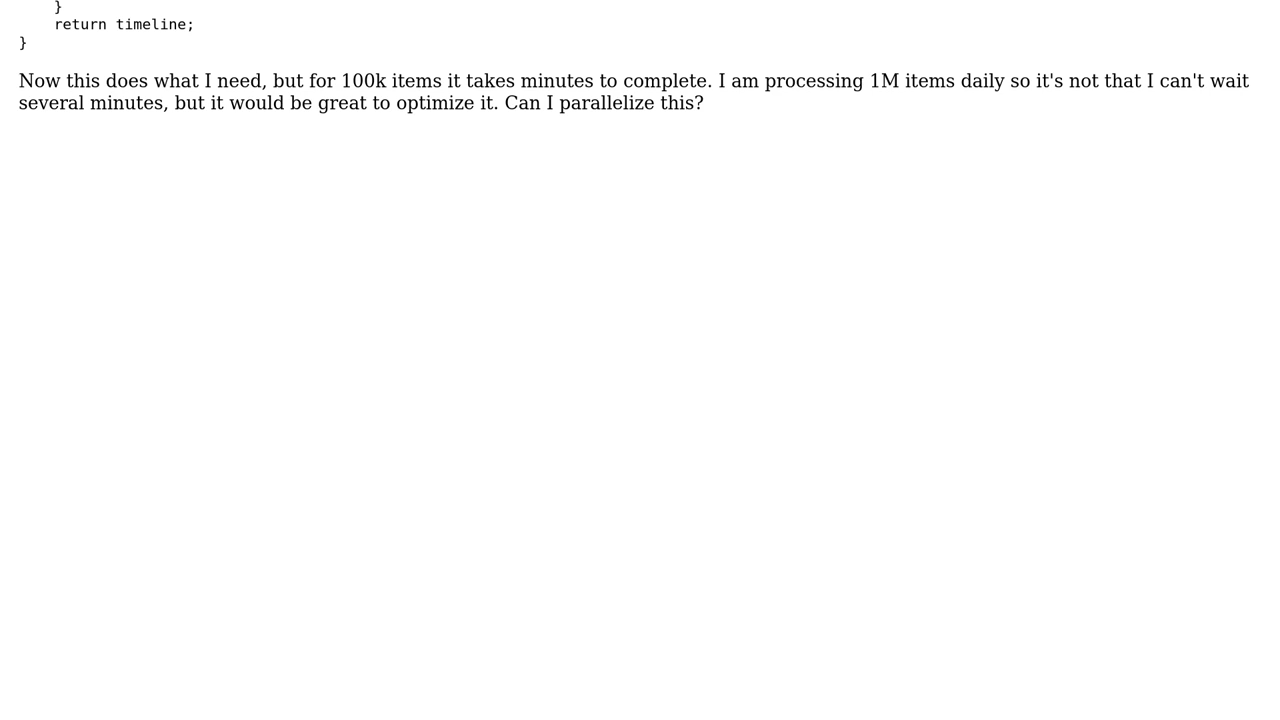 }
    return timeline;
}
Now this does what I need, but for 100k items it takes minutes to complete. I am processing 1M items daily so it's not that I can't wait
several minutes, but it would be great to optimize it. Can I parallelize this?